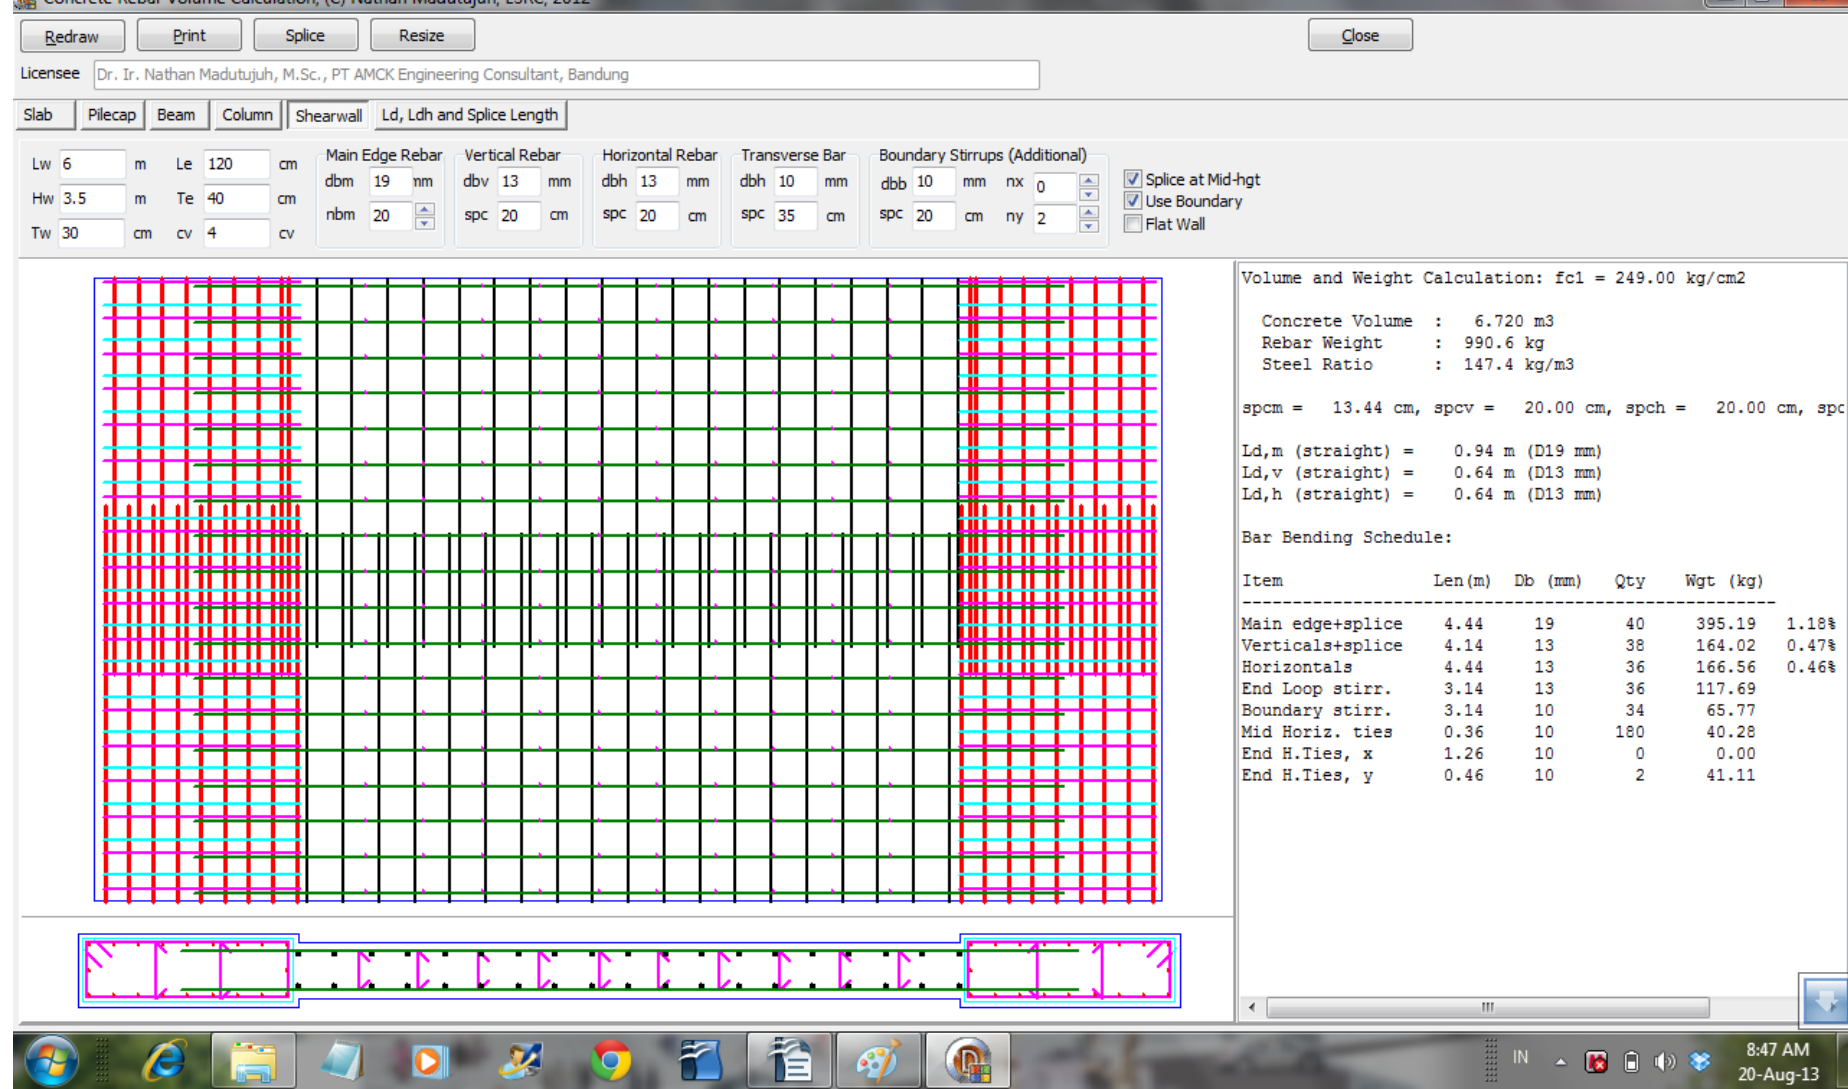 Concrete Rebar Volume Calculation, (C) Nathan Madutujuh, ESRC, 2012
Redraw Print Splice Resize Close
Licensee Dr. Ir. Nathan Madutujuh, M.Sc., PT AMCK Engineering Consultant, Bandung
Slab Pilecap Beam Column Shearwall Ld, Ldh and Splice Length
Main Edge Rebar Vertical Rebar Horizontal Rebar Transverse Bar Boundary Stirrups (Additional)
Lw 6 m Le 120 cm dbm 19 mm dbv 13 mm dbh 13 mm dbh 10 mm dbb 10 mm nx 0 Splice at Mid-hgt
Hw 3.5 m Te 40 cm nbm 20 spc 20 cm spc 20 cm spc 35 cm spc 20 cm ny 2 Use Boundary
Tw 30 cm cv 4 cv Flat Wall
Volume and Weight Calculation: fc1 = 249.00 kg/cm2
Concrete Volume : 6.720 m3
Rebar Weight : 990.6 kg
Steel Ratio : 147.4 kg/m3
spcm = 13.44 cm, spcv = 20.00 cm, spch = 20.00 cm, spc
Ld,m (straight) = 0.94 m (D19 mm)
Ld,v (straight) = 0.64 m (D13 mm)
Ld,h (straight) = 0.64 m (D13 mm)
Bar Bending Schedule:
Item Len(m) Db (mm) Qty Wgt (kg)
-----------------------------------------------------
Main edge+splice 4.44 19 40 395.19 1.18%
Verticals+splice 4.14 13 38 164.02 0.47%
Horizontals 4.44 13 36 166.56 0.46%
End Loop stirr. 3.14 13 36 117.69
Boundary stirr. 3.14 10 34 65.77
Mid Horiz. ties 0.36 10 180 40.28
End H.Ties, x 1.26 10 0 0.00
End H.Ties, y 0.46 10 2 41.11
IN
8:47 AM
20-Aug-13